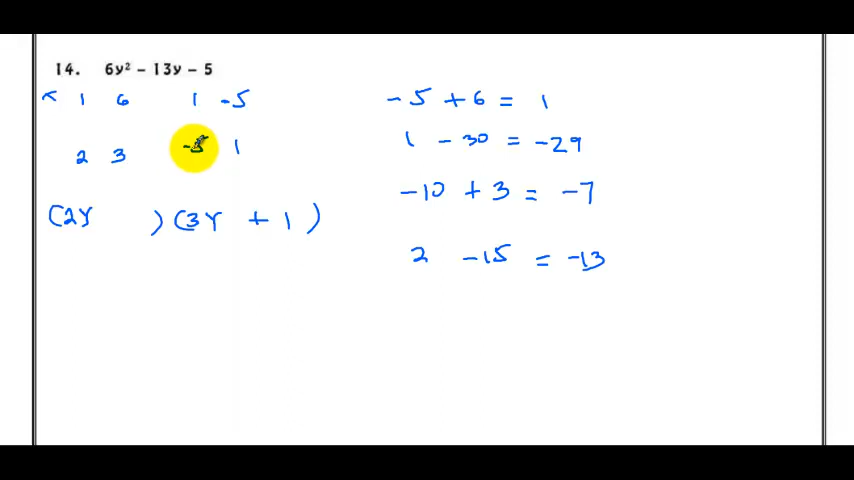 14. 6y² – 13y – 5
1 6 1 -5
2 3 -5 1
(2Y ) (3Y + 1 )
-5 + 6 = 1
1 - 30 = -29
-10 + 3 = -7
2 - 15 = -13